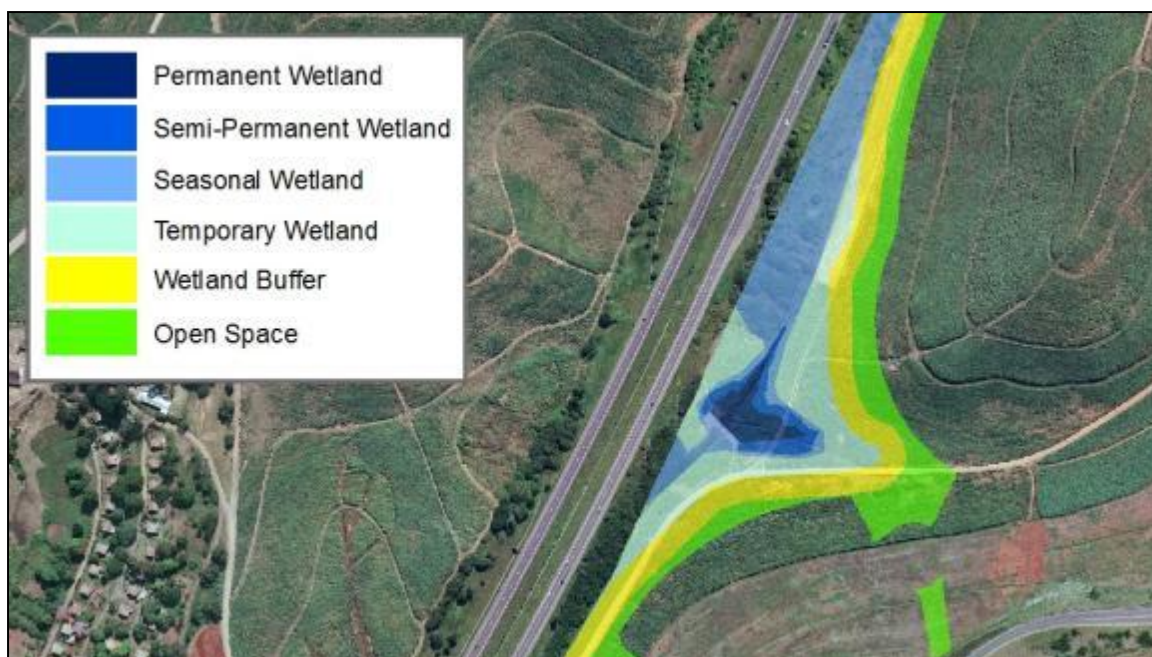 Permanent Wetland
Semi-Permanent Wetland
Seasonal Wetland
Temporary Wetland
Wetland Buffer
Open Space